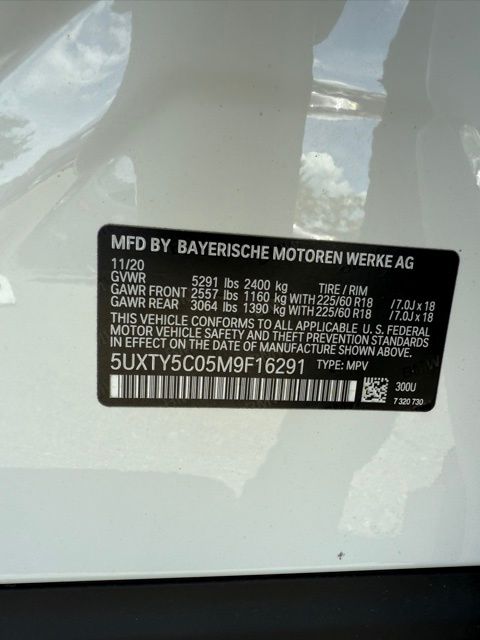 MFD BY BAYERISCHE MOTOREN WERKE AG
11/20
GVWR 5291 lbs 2400 kg TIRE / RIM
GAWR FRONT 2557 lbs 1160 kg WITH 225/60 R18 / 7.0J x 18
GAWR REAR 3064 lbs 1390 kg WITH 225/60 R18 / 7.0J x 18
THIS VEHICLE CONFORMS TO ALL APPLICABLE U.S. FEDERAL
MOTOR VEHICLE SAFETY AND THEFT PREVENTION STANDARDS
IN EFFECT ON THE DATE OF MANUFACTURE SHOWN ABOVE.
5UXTY5C05M9F16291 TYPE: MPV
300U
7 320 730